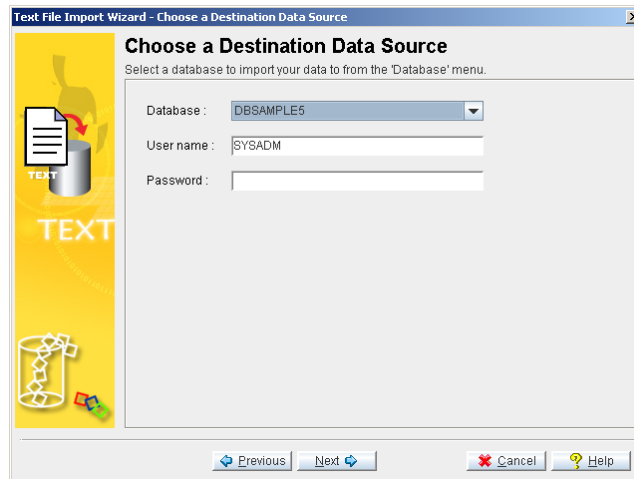 Text File Import Wizard - Choose a Destination Data Source
Choose a Destination Data Source
Select a database to import your data to from the 'Database' menu.
Database : DBSAMPLE5
User name : SYSADM
Password :
TEXT
TEXT
Previous Next Cancel Help